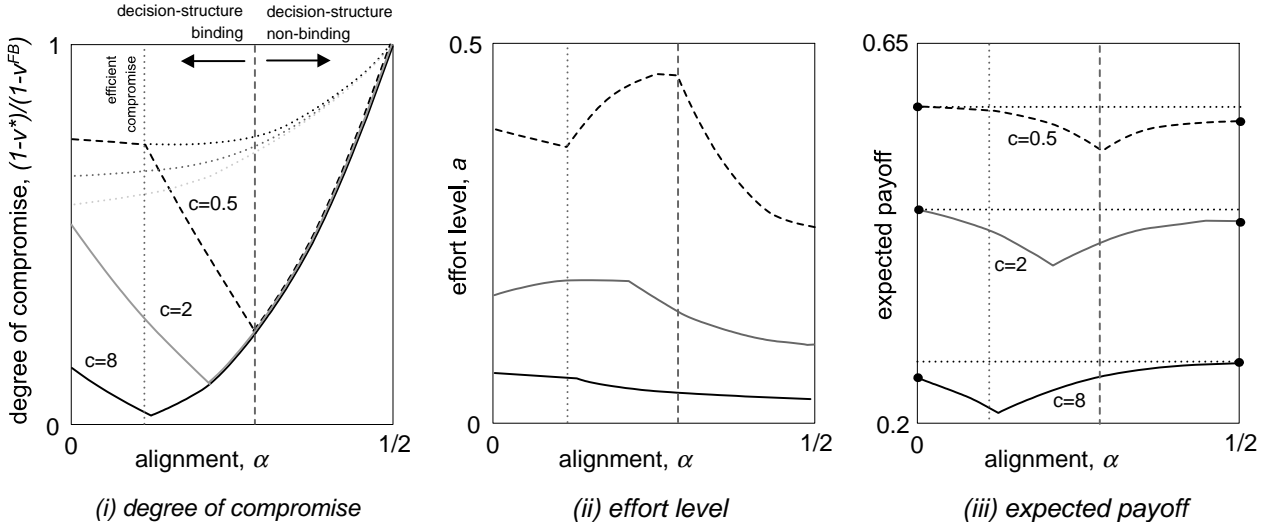 decision-structure
binding
decision-structure
non-binding
1
0
degree of compromise, (1-v*)/(1-v^FB)
efficient
compromise
c=0.5
c=2
c=8
0
1/2
alignment, α
(i) degree of compromise
0.5
0
effort level, a
0
1/2
alignment, α
(ii) effort level
0.65
0.2
expected payoff
c=0.5
c=2
c=8
0
1/2
alignment, α
(iii) expected payoff